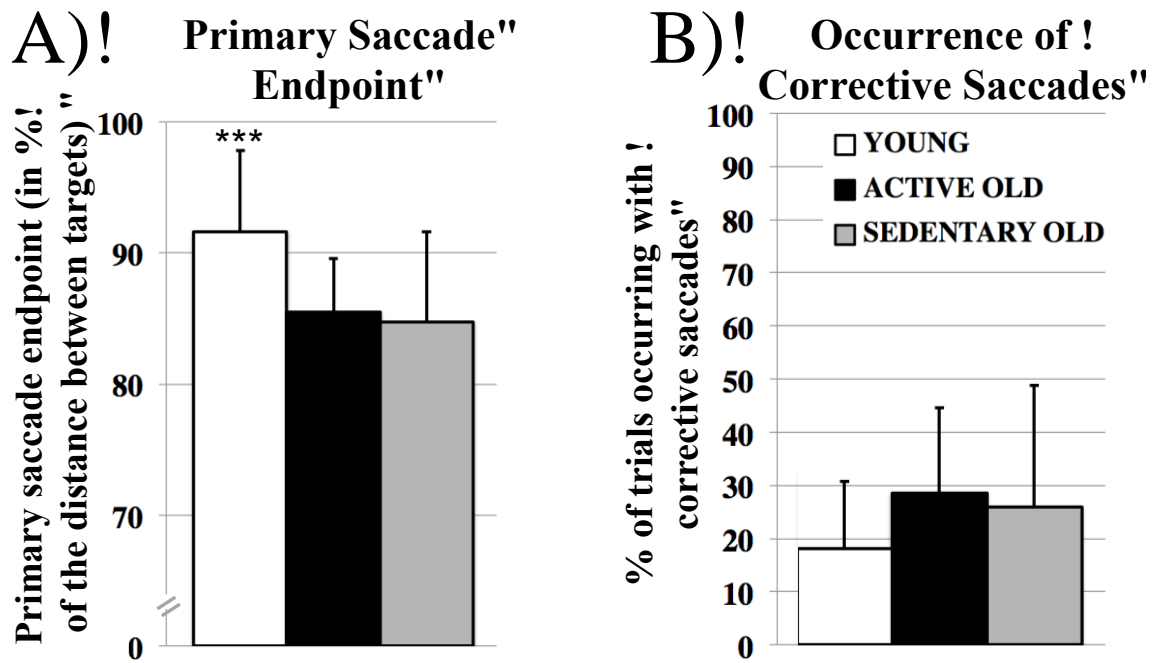 A)!
Primary Saccade"
Endpoint"
Primary saccade endpoint (in %!
of the distance between targets) "
100
90
80
70
0
***
B)!
Occurrence of !
Corrective Saccades"
% of trials occurring with !
corrective saccades"
100
90
80
70
60
50
40
30
20
10
0
YOUNG
ACTIVE OLD
SEDENTARY OLD